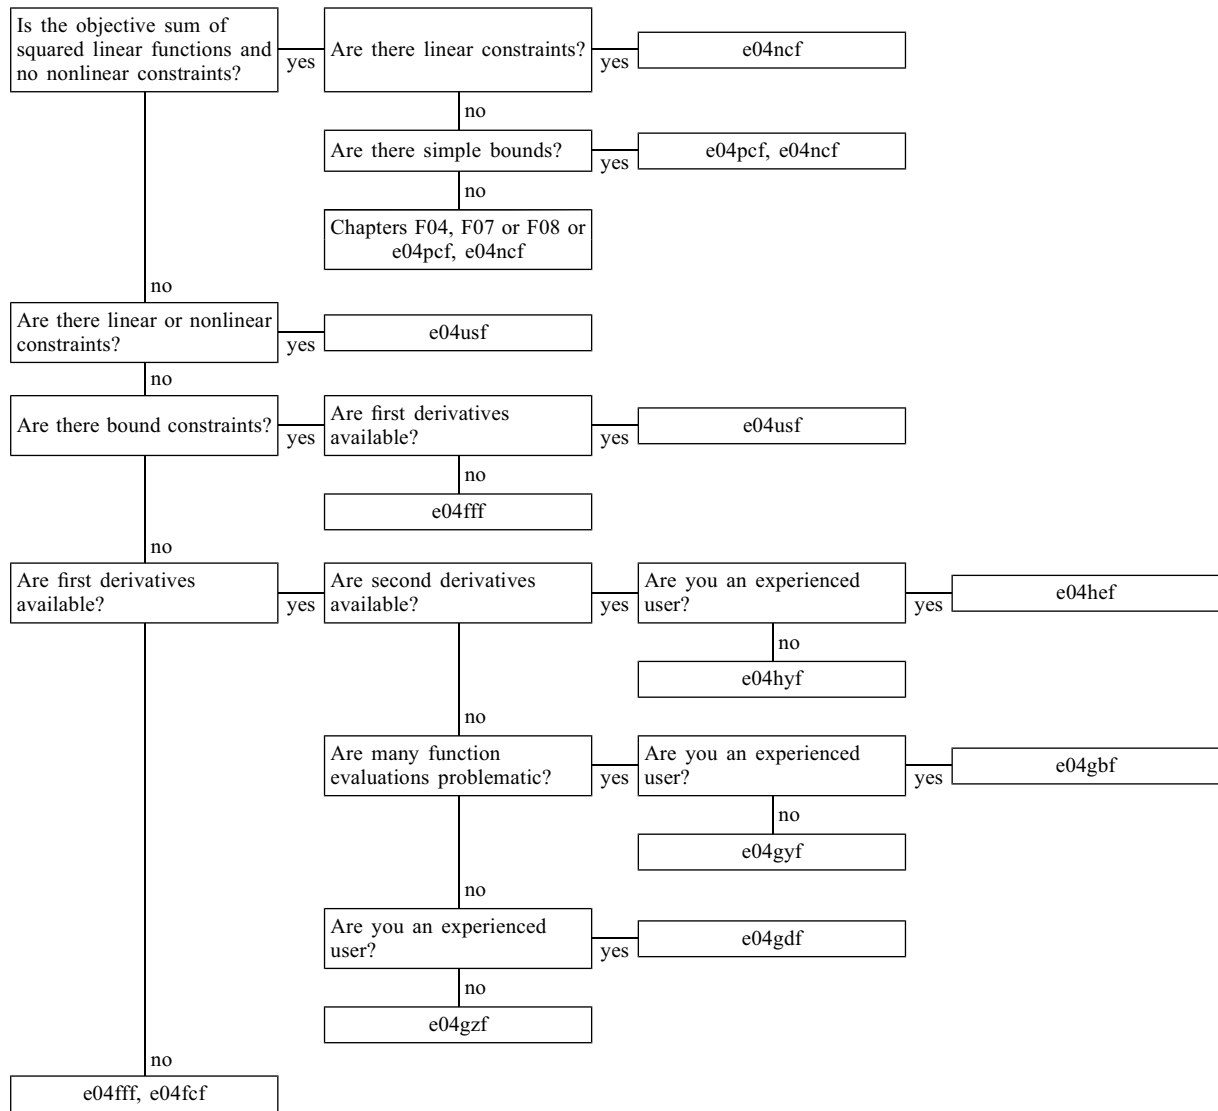 Is the objective sum of
squared linear functions and
no nonlinear constraints?
yes
Are there linear constraints?
yes
e04ncf
no
Are there simple bounds?
yes
e04pcf, e04ncf
no
Chapters F04, F07 or F08 or
e04pcf, e04ncf
no
Are there linear or nonlinear
constraints?
yes
e04usf
no
Are there bound constraints?
yes
Are first derivatives
available?
yes
e04usf
no
e04fff
no
Are first derivatives
available?
yes
Are second derivatives
available?
yes
Are you an experienced
user?
yes
e04hef
no
e04hyf
no
Are many function
evaluations problematic?
yes
Are you an experienced
user?
yes
e04gbf
no
e04gyf
no
Are you an experienced
user?
yes
e04gdf
no
e04gzf
no
e04fff, e04fcf